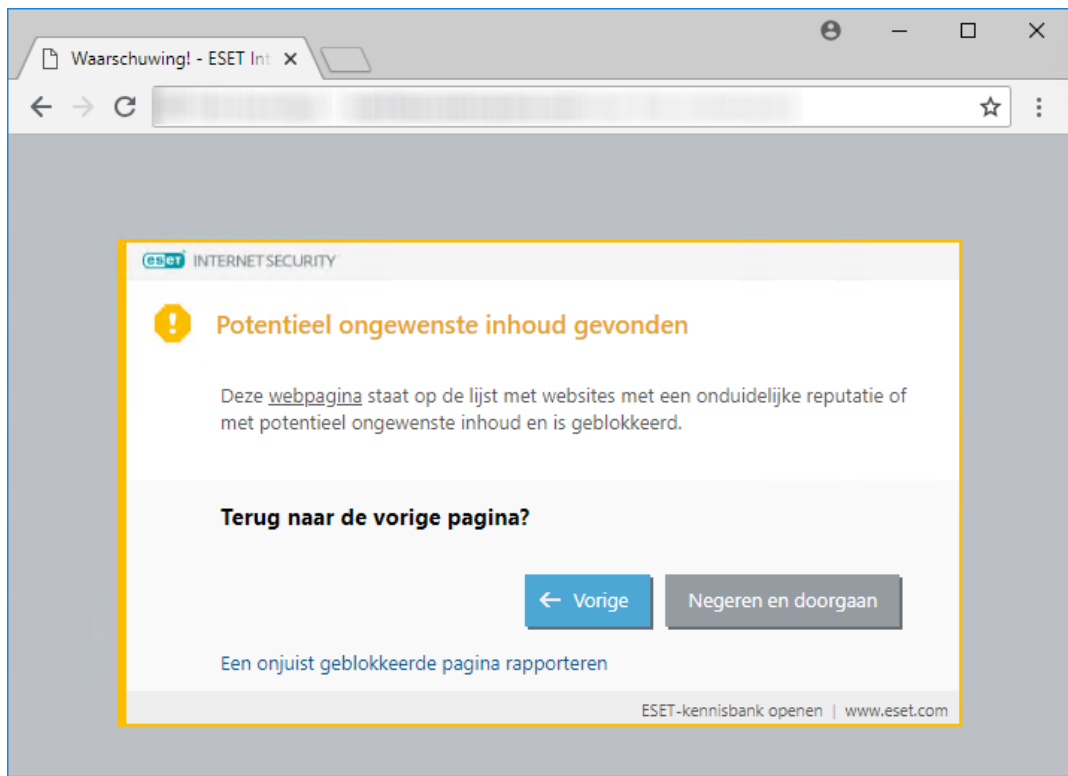 Waarschuwing! - ESET Int
eseT INTERNET SECURITY
Potentieel ongewenste inhoud gevonden
Deze webpagina staat op de lijst met websites met een onduidelijke reputatie of
met potentieel ongewenste inhoud en is geblokkeerd.
Terug naar de vorige pagina?
Vorige
Negeren en doorgaan
Een onjuist geblokkeerde pagina rapporteren
ESET-kennisbank openen | www.eset.com